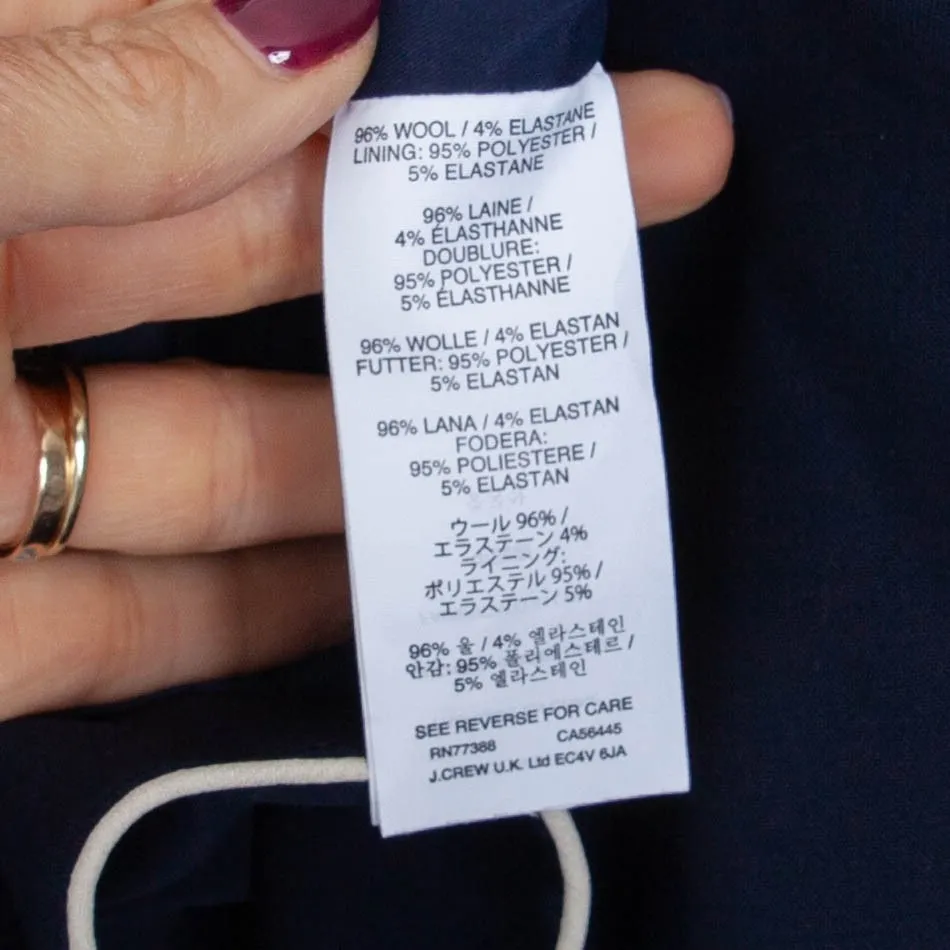 96% WOOL / 4% ELASTANE
LINING: 95% POLYESTER /
5% ELASTANE
96% LAINE /
4% ÉLASTHANNE
DOUBLURE:
95% POLYESTER /
5% ÉLASTHANNE
96% WOLLE / 4% ELASTAN
FUTTER: 95% POLYESTER /
5% ELASTAN
96% LANA / 4% ELASTAN
FODERA:
95% POLIESTERE /
5% ELASTAN
ウール 96% /
エラステーン 4%
ライニング:
ポリエステル 95% /
エラステーン 5%
96% 울 / 4% 엘라스테인
안감: 95% 폴리에스테르 /
5% 엘라스테인
SEE REVERSE FOR CARE
RN77388 CA56445
J.CREW U.K. Ltd EC4V 6JA